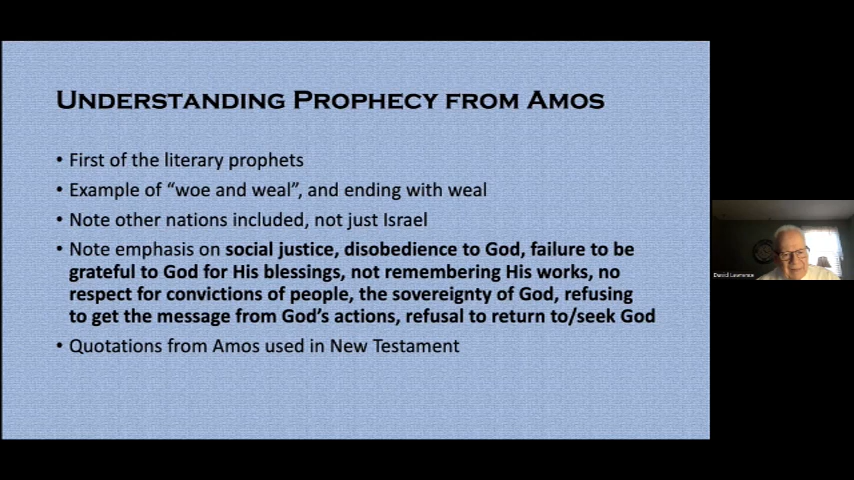 UNDERSTANDING PROPHECY FROM AMOS
• First of the literary prophets
• Example of “woe and weal”, and ending with weal
• Note other nations included, not just Israel
• Note emphasis on social justice, disobedience to God, failure to be
grateful to God for His blessings, not remembering His works, no
respect for convictions of people, the sovereignty of God, refusing
to get the message from God’s actions, refusal to return to/seek God
• Quotations from Amos used in New Testament
David Lawrence